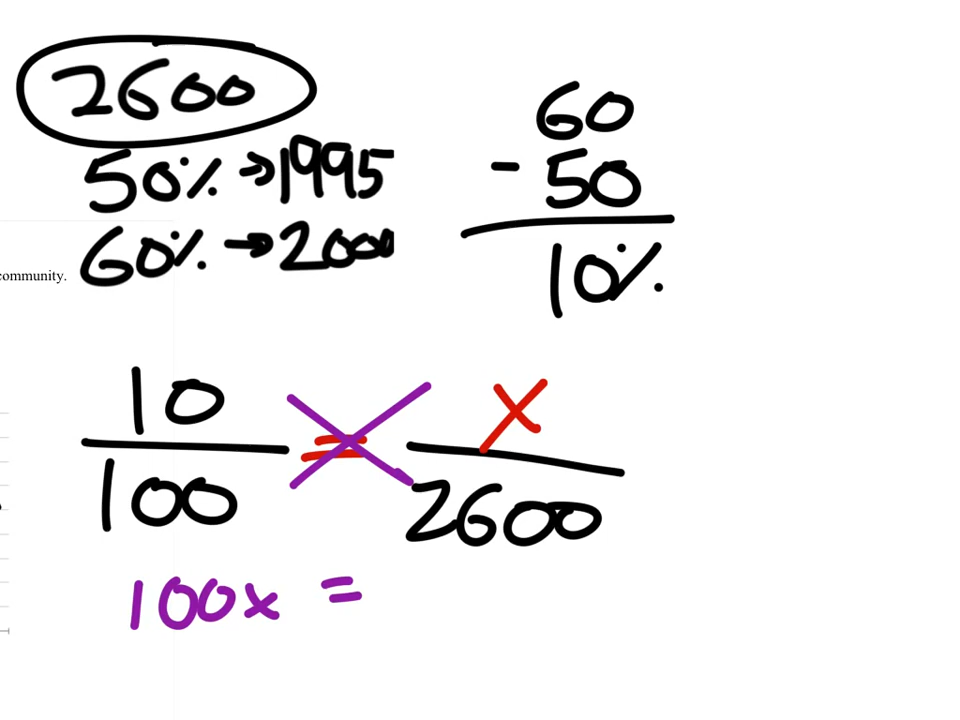 2600
50% → 1995
60% → 2000
community.
60
- 50
10%
10 = x
100 2600
100x =